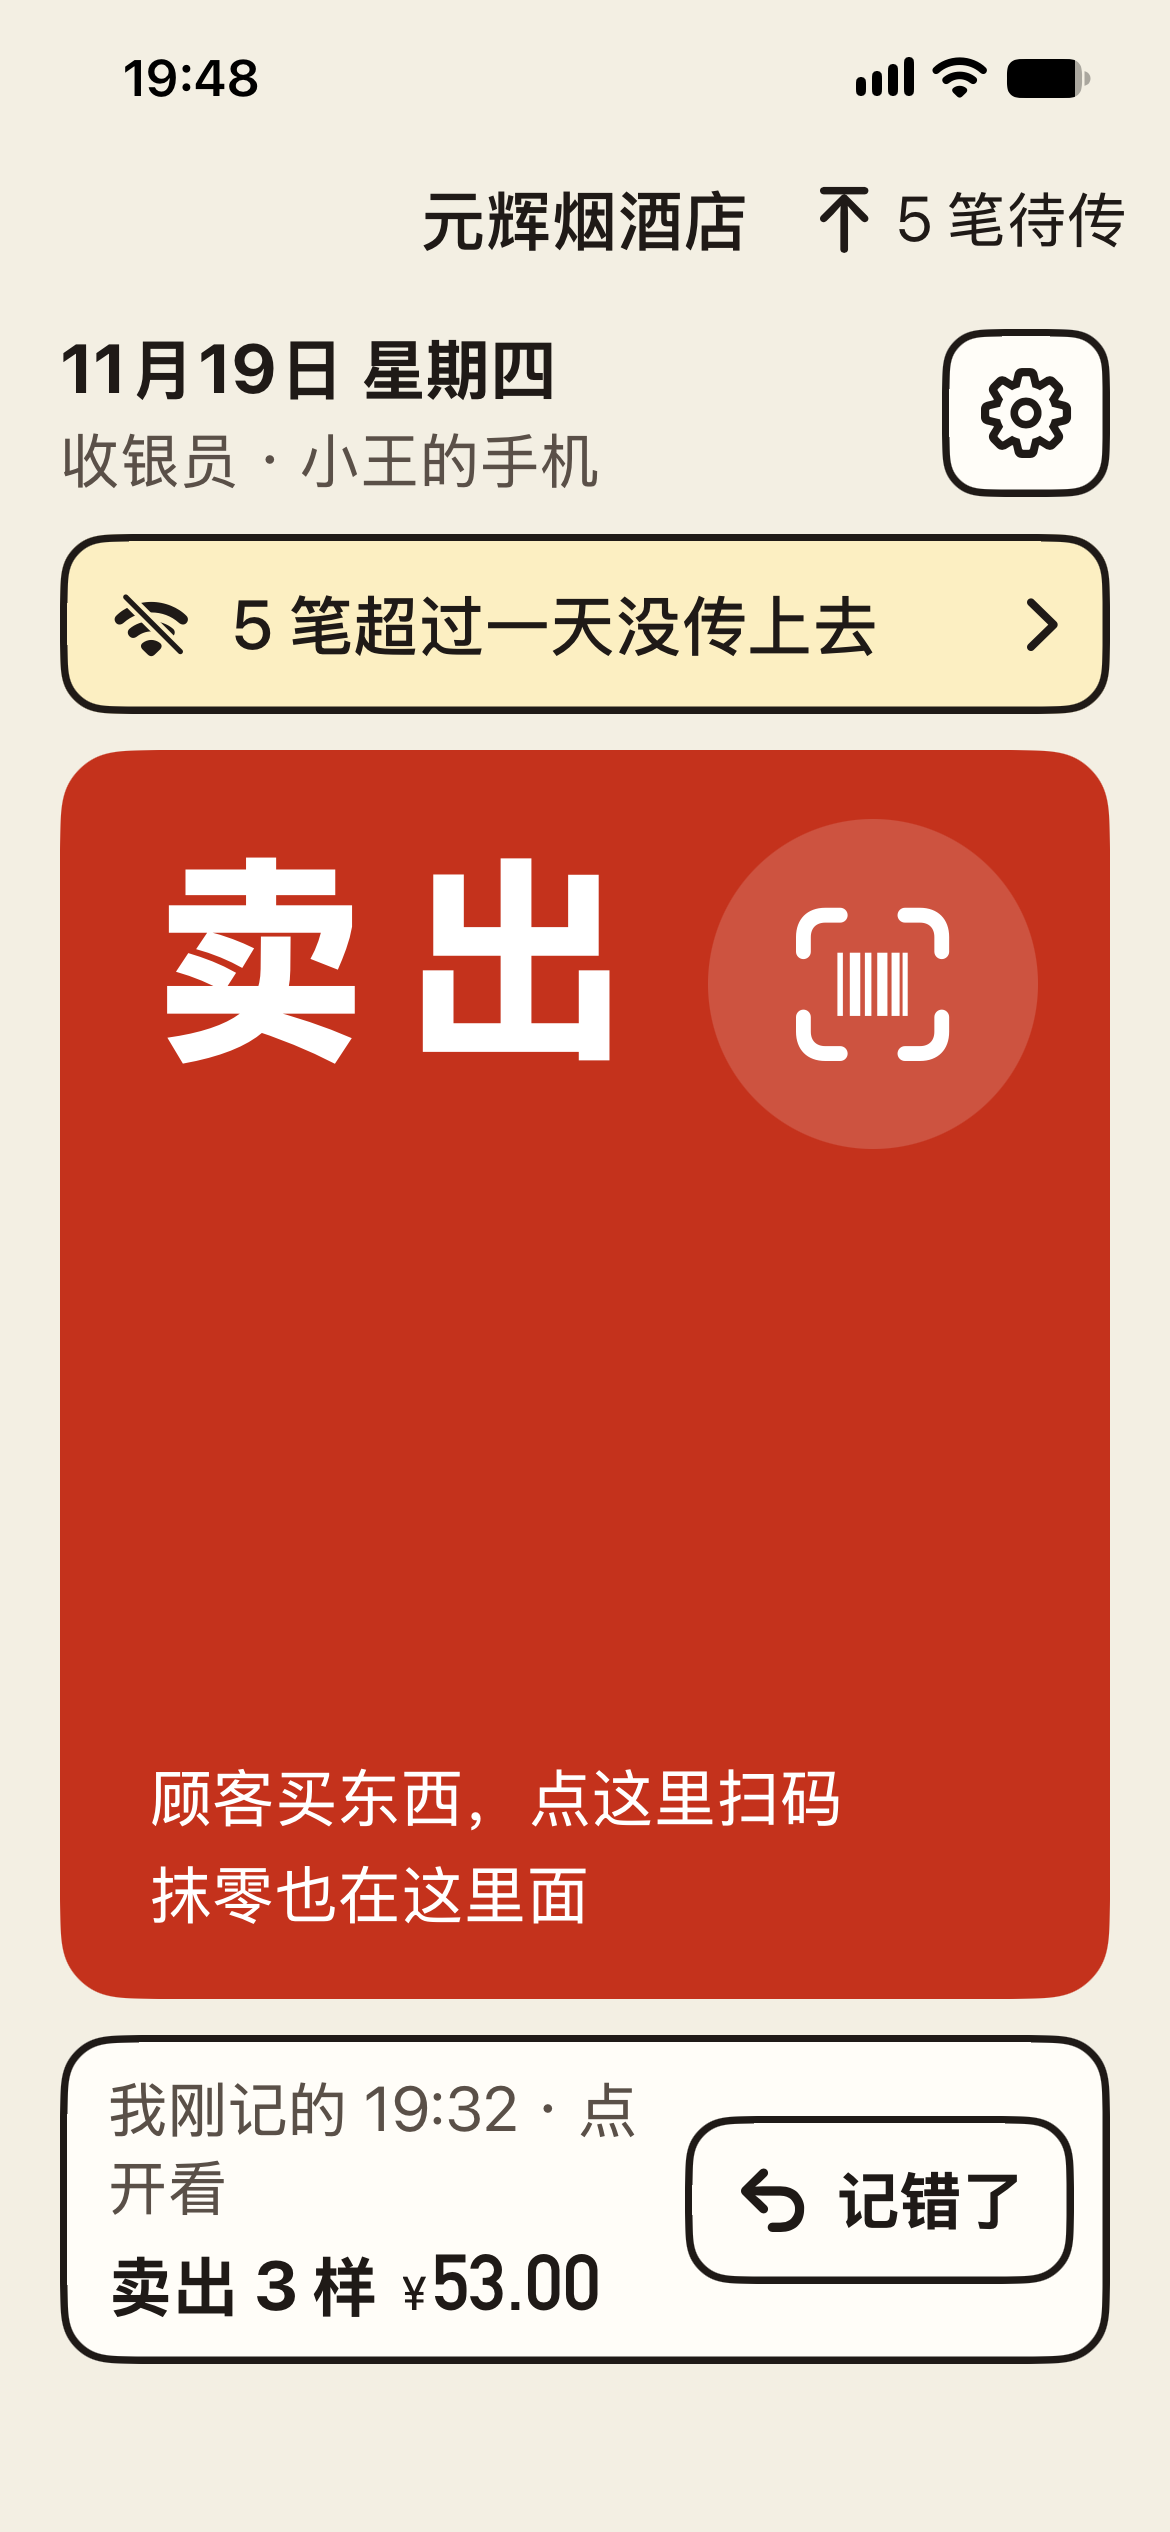 19:48
元辉烟酒店
5 笔待传
11月19日 星期四
收银员 · 小王的手机
5 笔超过一天没传上去
卖出
顾客买东西，点这里扫码
抹零也在这里面
我刚记的 19:32 · 点
开看
卖出 3 样 ¥53.00
记错了